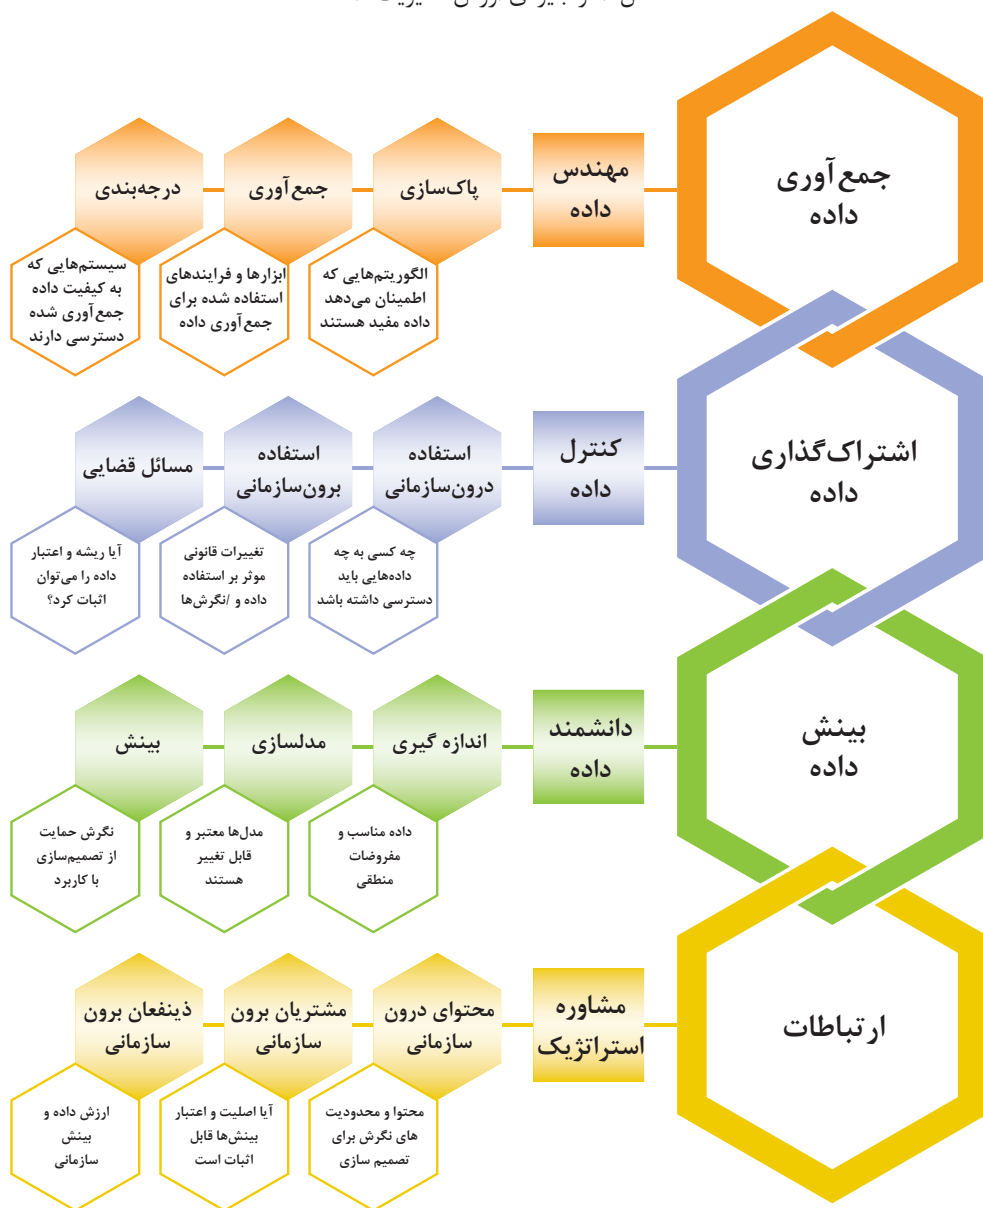 جمع‌آوری
داده
مهندس
داده
پاک‌سازی
الگوریتم‌هایی که
اطمینان می‌دهد
داده مفید هستند
جمع‌آوری
ابزارها و فرایندهای
استفاده شده برای
جمع‌آوری داده
درجه‌بندی
سیستم‌هایی که
به کیفیت داده
جمع‌آوری شده
دسترسی دارند
اشتراک‌گذاری
داده
کنترل
داده
استفاده
درون‌سازمانی
چه کسی به چه
داده‌هایی باید
دسترسی داشته باشد
استفاده
برون‌سازمانی
تغییرات قانونی
موثر بر استفاده
داده و /نگرش‌ها
مسائل قضایی
آیا ریشه و اعتبار
داده را می‌توان
اثبات کرد؟
بینش
داده
دانشمند
داده
اندازه گیری
داده مناسب و
مفروضات
منطقی
مدلسازی
مدل‌ها معتبر و
قابل تغییر
هستند
بینش
نگرش حمایت
از تصمیم‌سازی
با کاربرد
ارتباطات
مشاوره
استراتژیک
محتوای درون
سازمانی
محتوا و محدودیت
های نگرش برای
تصمیم سازی
مشتریان برون
سازمانی
آیا اصلیت و اعتبار
بینش‌ها قابل
اثبات است
ذینفعان برون
سازمانی
ارزش داده و
بینش
سازمانی